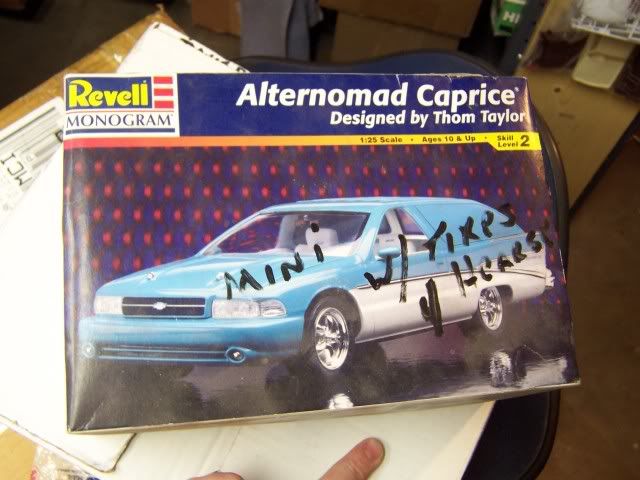 Revell
MONOGRAM
Alternomad Caprice®
Designed by Thom Taylor
1:25 Scale • Ages 10 & Up • Skill Level 2
MINI
W/ TIRES
4 HEARSE
MCI